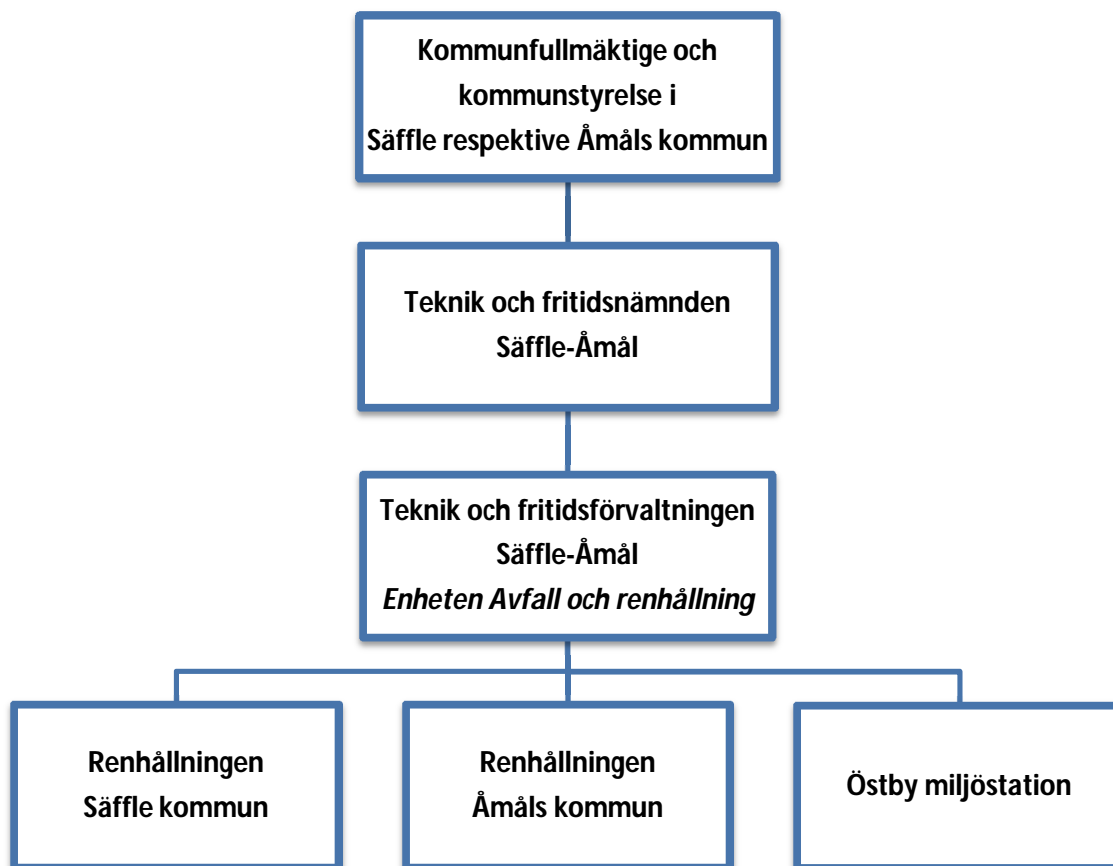 Kommunfullmäktige och
kommunstyrelse i
Säffle respektive Åmåls kommun
Teknik och fritidsnämnden
Säffle-Åmål
Teknik och fritidsförvaltningen
Säffle-Åmål
Enheten Avfall och renhållning
Renhållningen
Säffle kommun
Renhållningen
Åmåls kommun
Östby miljöstation